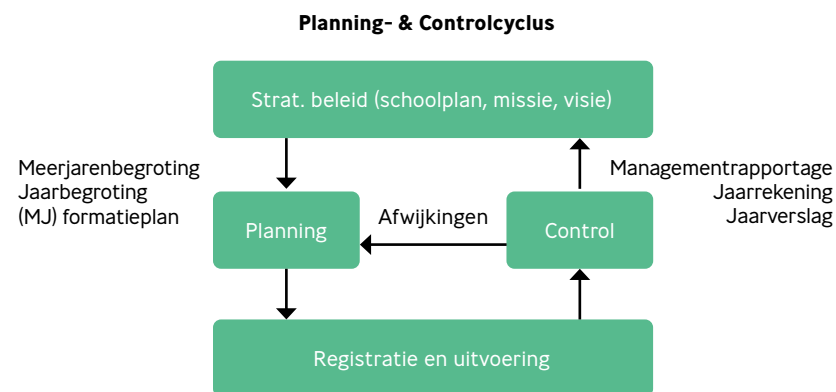 Planning- & Controlcyclus
Strat. beleid (schoolplan, missie, visie)
Meerjarenbegroting
Jaarbegroting
(MJ) formatieplan
Managementrapportage
Jaarrekening
Jaarverslag
Planning
Afwijkingen
Control
Registratie en uitvoering